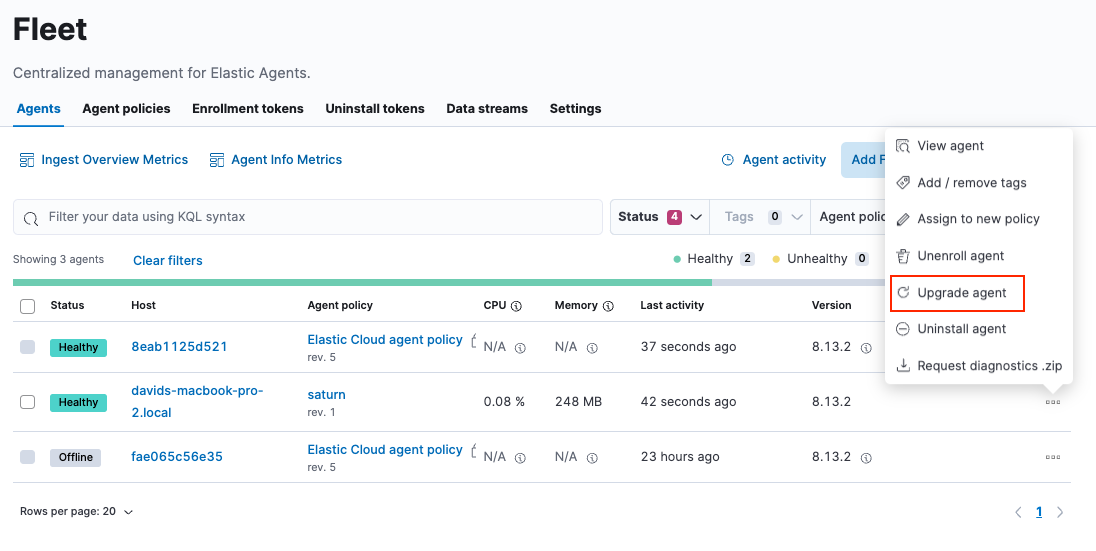 Fleet
Centralized management for Elastic Agents.
Agents Agent policies Enrollment tokens Uninstall tokens Data streams Settings
Ingest Overview Metrics Agent Info Metrics Agent activity Add F
View agent
Add / remove tags
Assign to new policy
Unenroll agent
Upgrade agent
Uninstall agent
Request diagnostics .zip
Filter your data using KQL syntax Status 4 Tags 0 Agent polic
Showing 3 agents Clear filters Healthy 2 Unhealthy 0
Status Host Agent policy CPU Memory Last activity Version
Healthy 8eab1125d521 Elastic Cloud agent policy N/A N/A 37 seconds ago 8.13.2
rev. 5
Healthy davids-macbook-pro-
2.local saturn 0.08 % 248 MB 42 seconds ago 8.13.2
rev. 1
Offline fae065c56e35 Elastic Cloud agent policy N/A N/A 23 hours ago 8.13.2
rev. 5
Rows per page: 20 1